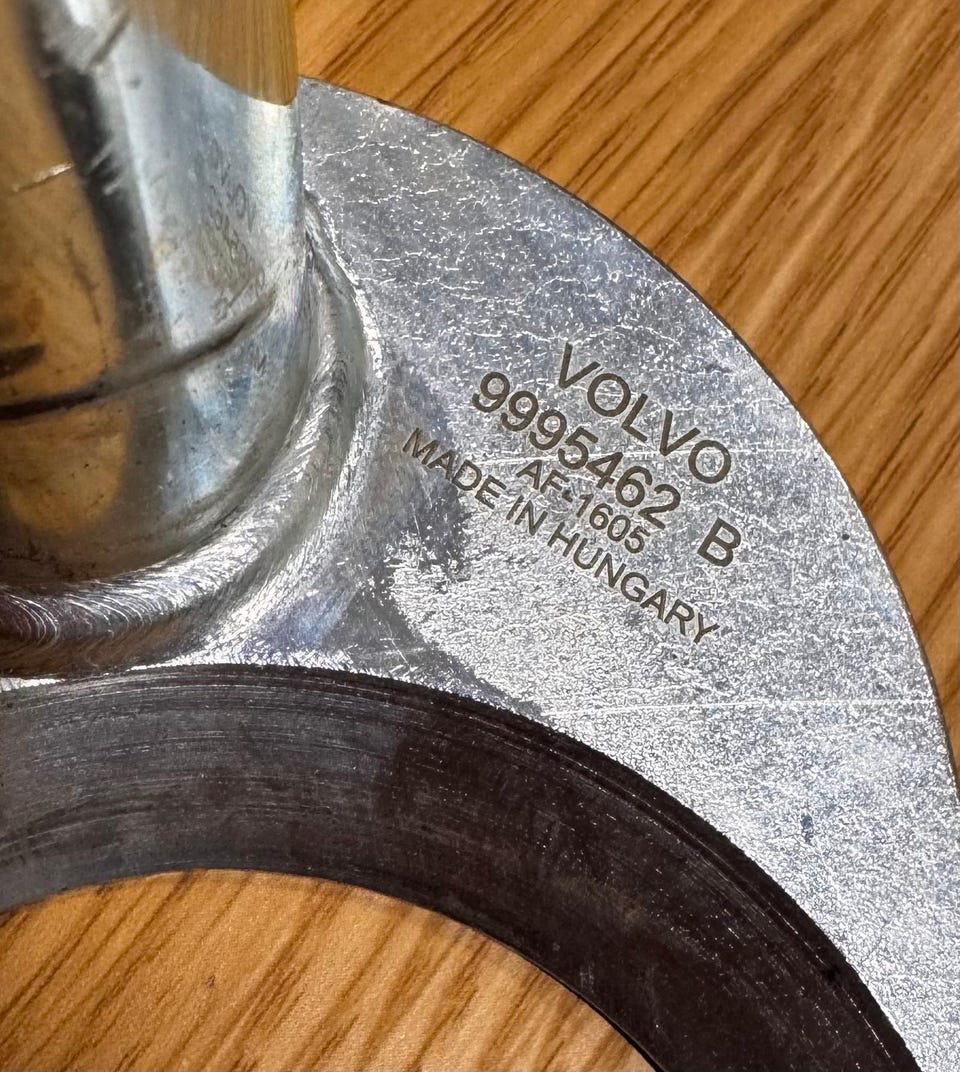 VOLVO
9995462 B
AF-1605
MADE IN HUNGARY